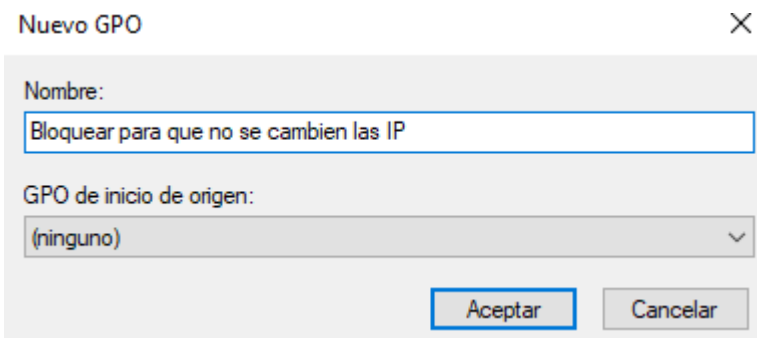 Nuevo GPO
Nombre:
Bloquear para que no se cambien las IP
GPO de inicio de origen:
(ninguno)
Aceptar
Cancelar